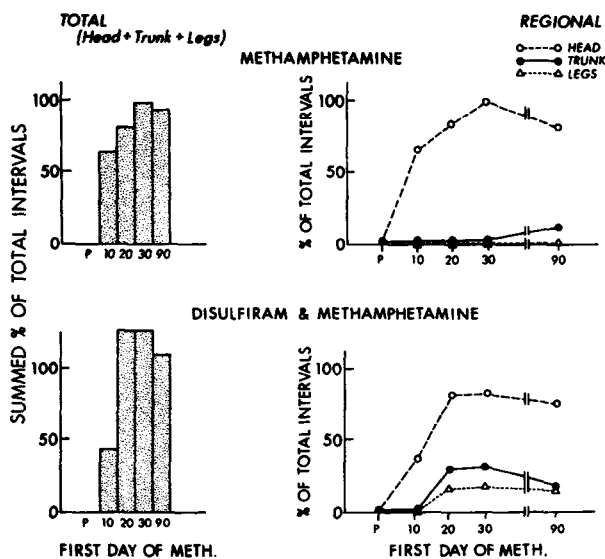 TOTAL
(Head + Trunk + Legs)
REGIONAL
HEAD
TRUNK
LEGS
METHAMPHETAMINE
SUMMED % OF TOTAL INTERVALS
100
50
0
P 10 20 30 90
% OF TOTAL INTERVALS
100
50
0
P 10 20 30 90
DISULFIRAM & METHAMPHETAMINE
100
50
0
P 10 20 30 90
FIRST DAY OF METH.
% OF TOTAL INTERVALS
100
50
0
P 10 20 30 90
FIRST DAY OF METH.